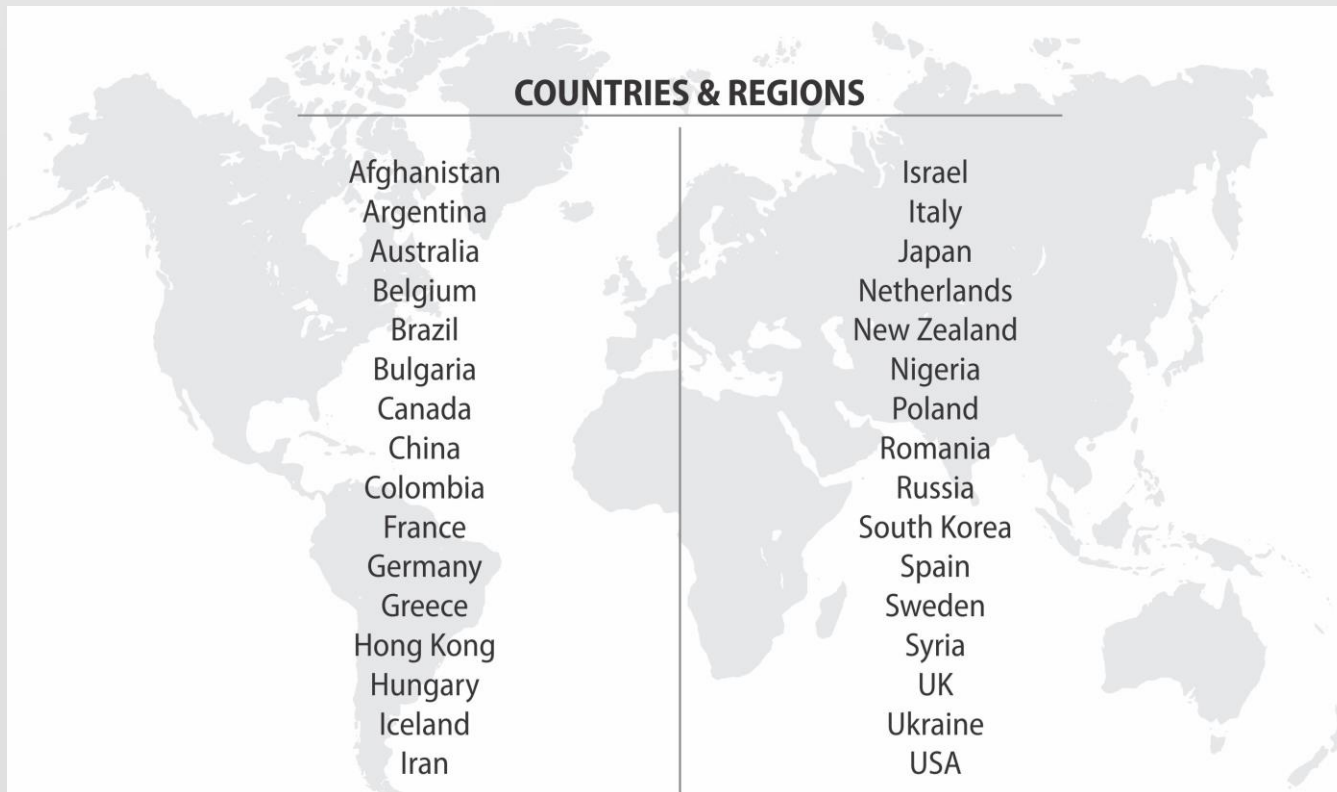 COUNTRIES & REGIONS
Afghanistan
Argentina
Australia
Belgium
Brazil
Bulgaria
Canada
China
Colombia
France
Germany
Greece
Hong Kong
Hungary
Iceland
Iran
Israel
Italy
Japan
Netherlands
New Zealand
Nigeria
Poland
Romania
Russia
South Korea
Spain
Sweden
Syria
UK
Ukraine
USA